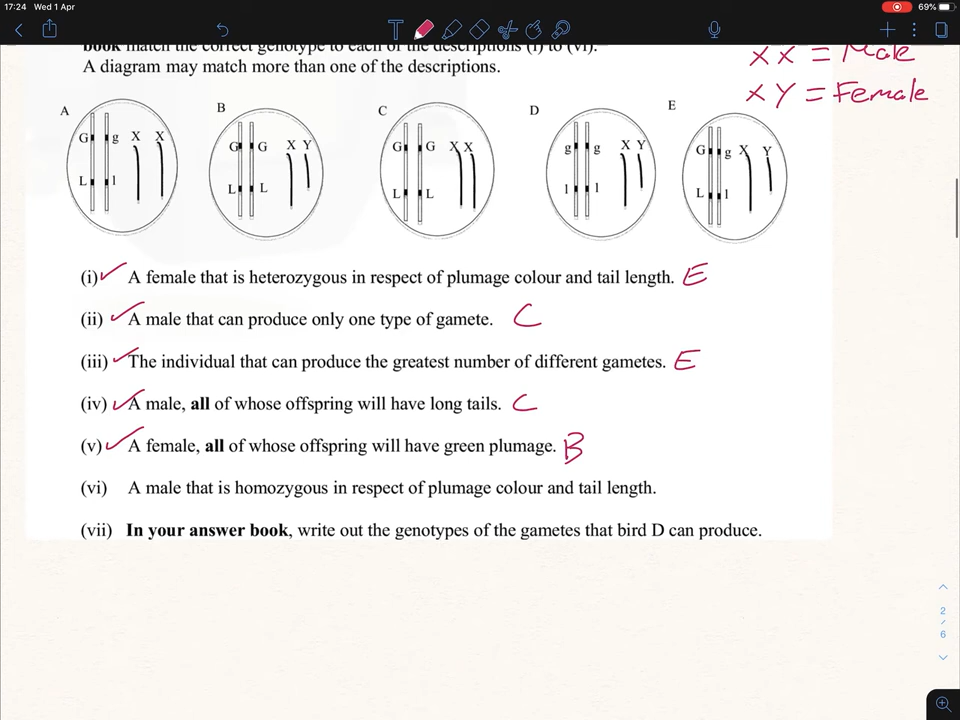 17:24 Wed 1 Apr
69%
T
book match the correct genotype to each of the descriptions (i) to (vi).
A diagram may match more than one of the descriptions.
XX = Male
XY = Female
A
B
C
D
E
G g X X
L l
G G X Y
L L
G G X X
L L
g g X Y
l l
G g X Y
L l
(i) A female that is heterozygous in respect of plumage colour and tail length. E
(ii) A male that can produce only one type of gamete. C
(iii) The individual that can produce the greatest number of different gametes. E
(iv) A male, all of whose offspring will have long tails. C
(v) A female, all of whose offspring will have green plumage. B
(vi) A male that is homozygous in respect of plumage colour and tail length.
(vii) In your answer book, write out the genotypes of the gametes that bird D can produce.
2
/
6